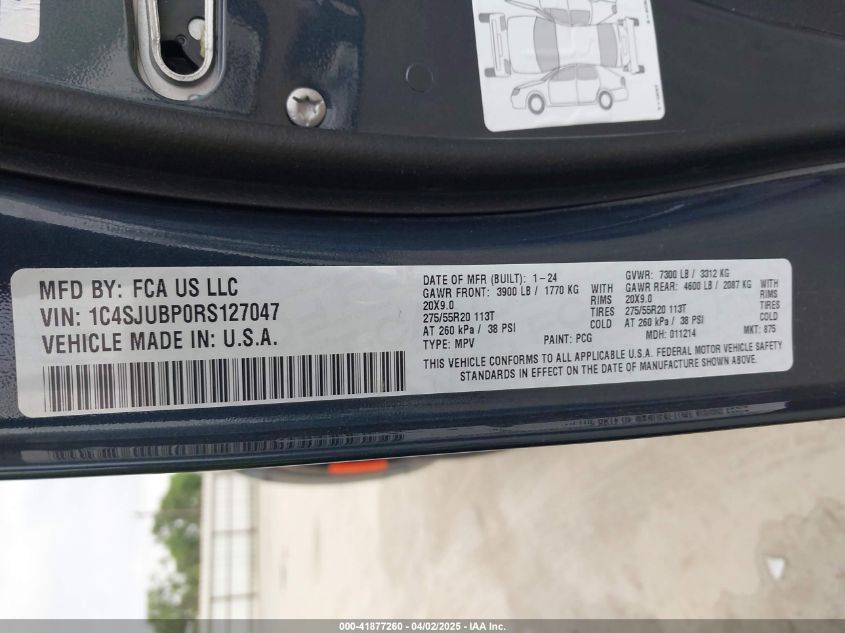 MFD BY: FCA US LLC
VIN: 1C4SJUBP0RS127047
VEHICLE MADE IN: U.S.A.
DATE OF MFR (BUILT): 1-24
GAWR FRONT: 3900 LB / 1770 KG WITH
20X9.0 RIMS
275/55R20 113T TIRES
AT 260 kPa / 38 PSI COLD
TYPE: MPV PAINT: PCG
GVWR: 7300 LB / 3312 KG
GAWR REAR: 4600 LB / 2087 KG WITH
20X9.0 RIMS
275/55R20 113T TIRES
AT 260 kPa / 38 PSI COLD
MDH: 011214 MKT: 875
THIS VEHICLE CONFORMS TO ALL APPLICABLE U.S.A. FEDERAL MOTOR VEHICLE SAFETY
STANDARDS IN EFFECT ON THE DATE OF MANUFACTURE SHOWN ABOVE.
000-41877260 - 04/02/2025 - IAA Inc.